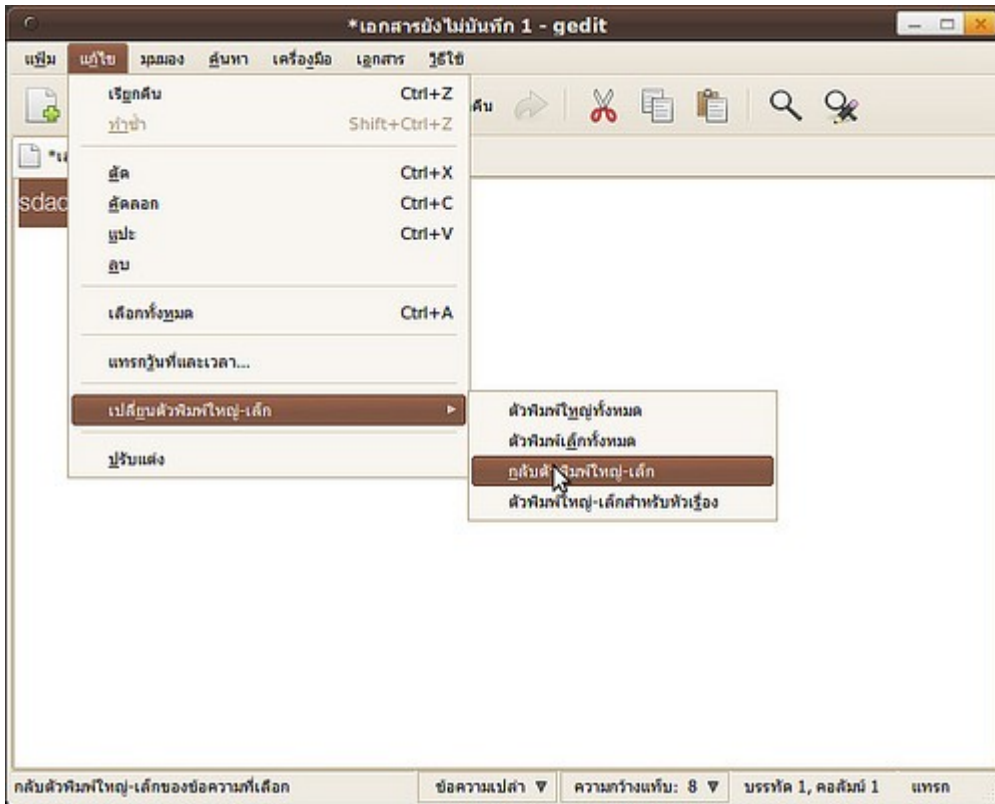 *เอกสารยังไม่บันทึก 1 - gedit
แฟ้ม แก้ไข มุมมอง ค้นหา เครื่องมือ เอกสาร วิธีใช้
เรียกคืน Ctrl+Z
ทำซ้ำ Shift+Ctrl+Z
ตัด Ctrl+X
คัดลอก Ctrl+C
แปะ Ctrl+V
ลบ
เลือกทั้งหมด Ctrl+A
แทรกวันที่และเวลา...
เปลี่ยนตัวพิมพ์ใหญ่-เล็ก
ปรับแต่ง
ตัวพิมพ์ใหญ่ทั้งหมด
ตัวพิมพ์เล็กทั้งหมด
กลับตัวพิมพ์ใหญ่-เล็ก
ตัวพิมพ์ใหญ่-เล็กสำหรับหัวเรื่อง
กลับตัวพิมพ์ใหญ่-เล็กของข้อความที่เลือก ข้อความเปล่า ความกว้างแท็บ: 8 บรรทัด 1, คอลัมน์ 1 แทรก